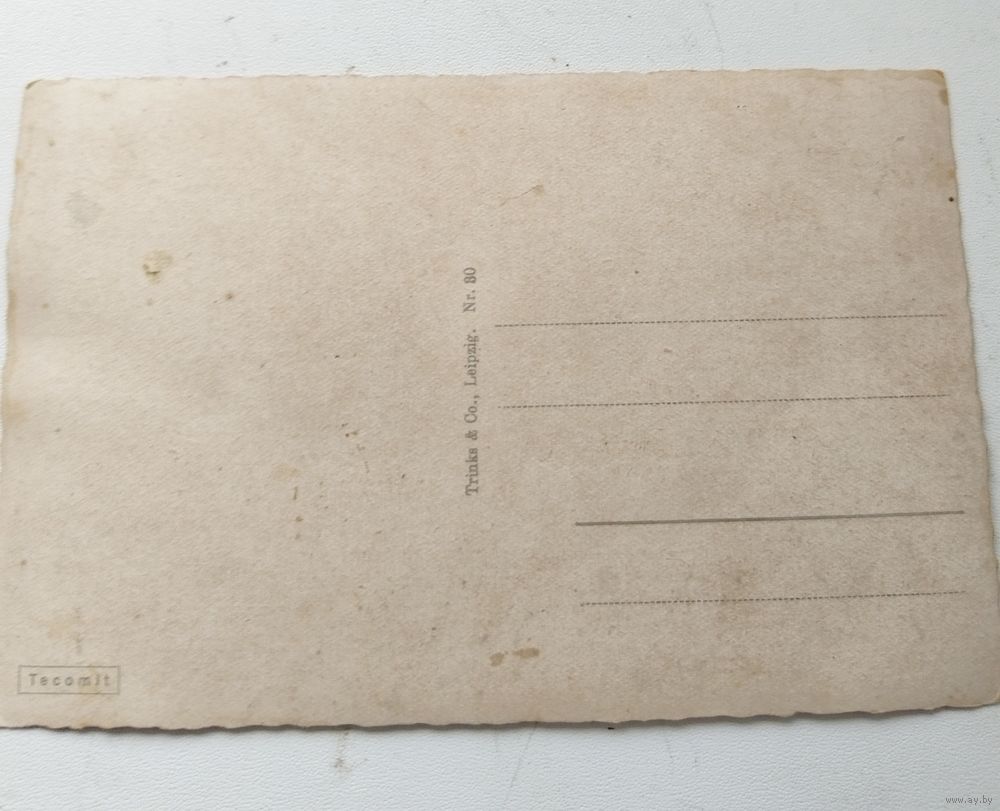 Trinks & Co., Leipzig. Nr. 80
Tecomit
www.ay.by